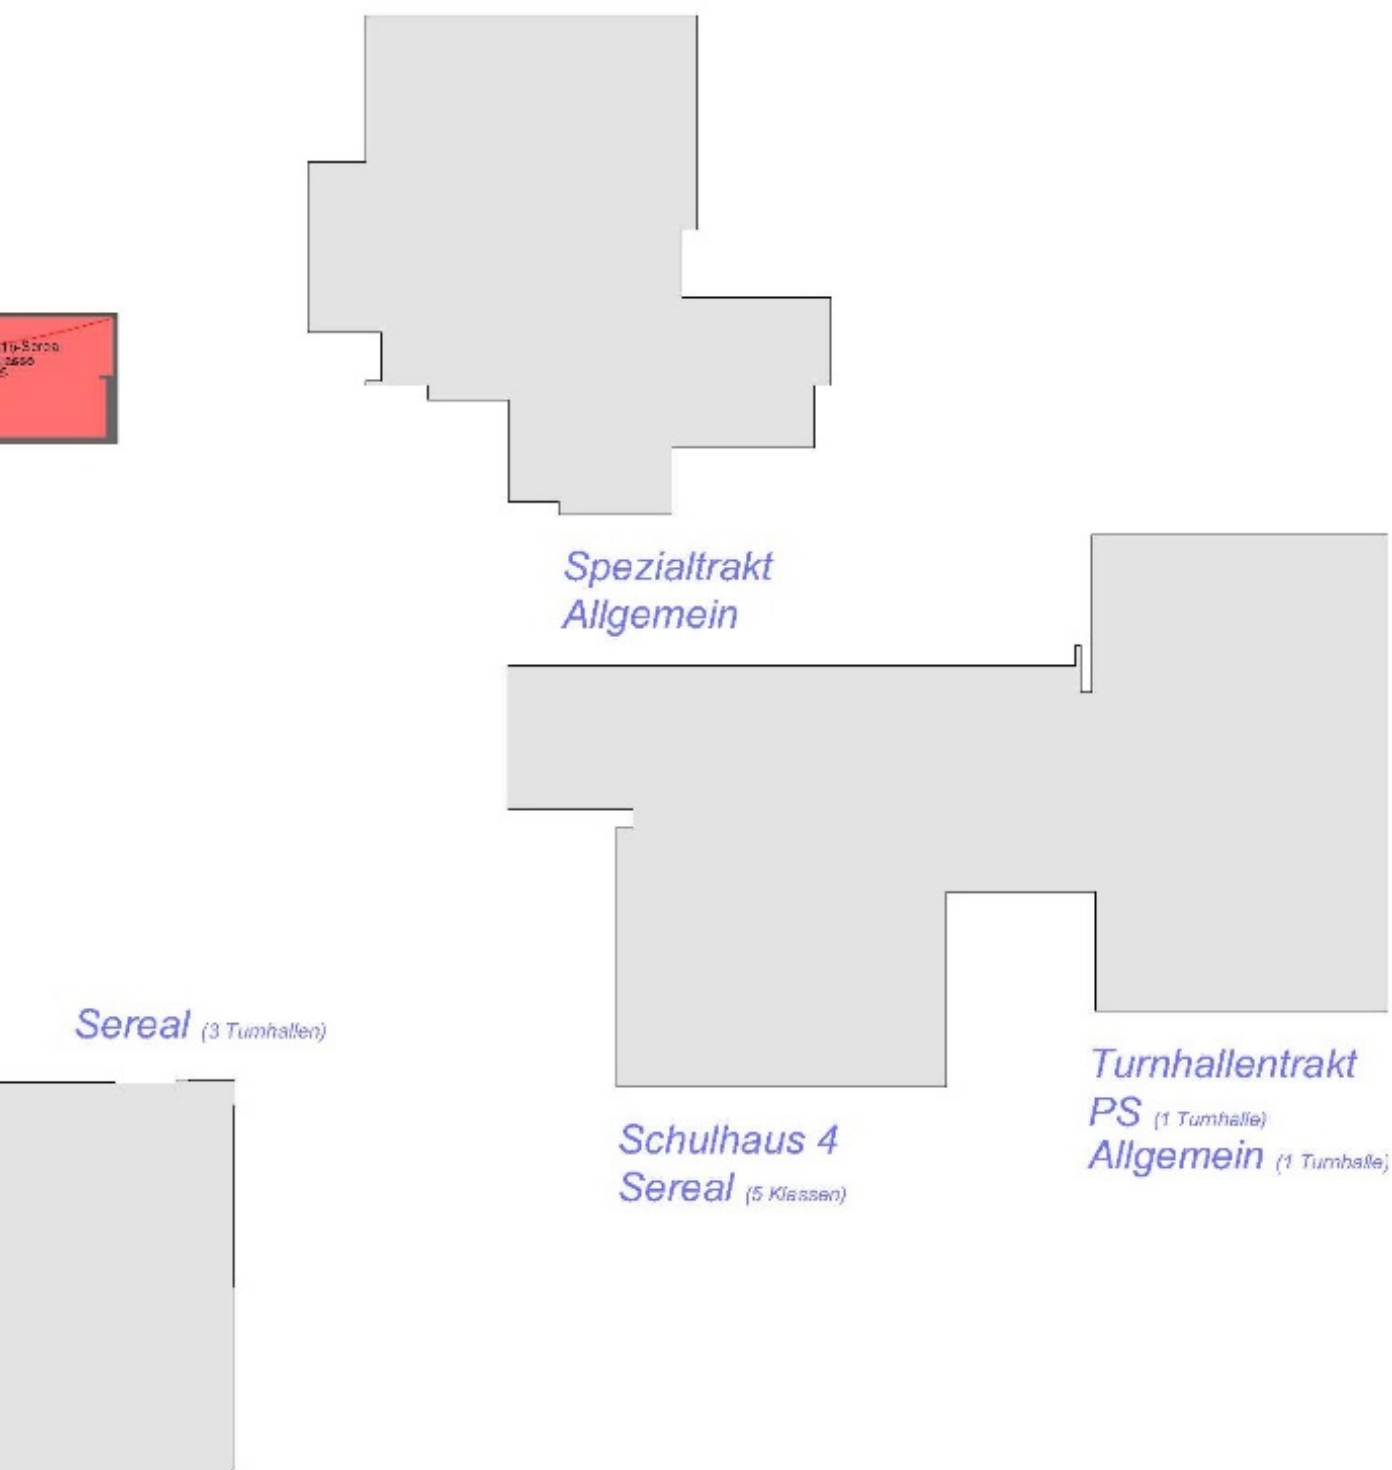 Spezialtrakt
Allgemein
Sereal (3 Turnhallen)
Turnhallentrakt
PS (1 Turnhalle)
Allgemein (1 Turnhalle)
Schulhaus 4
Sereal (5 Klassen)